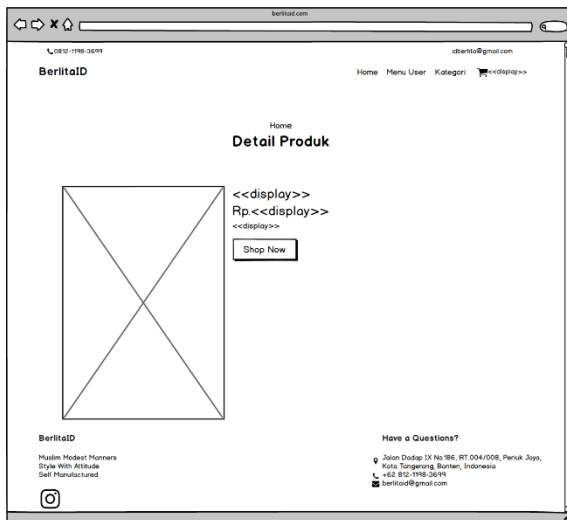 berlitaid.com
0812-1198-3699
idberlita@gmail.com
BerlitaID
Home Menu User Kategori <<display>>
Home
Detail Produk
<<display>>
Rp.<<display>>
<<display>>
Shop Now
BerlitaID
Muslim Modest Manners
Style With Attitude
Self Manufactured
Have a Questions?
Jalan Dadap IX No 186, RT.004/008, Periuk Jaya,
Kota Tangerang, Banten, Indonesia
+62 812-1198-3699
berlitaid@gmail.com